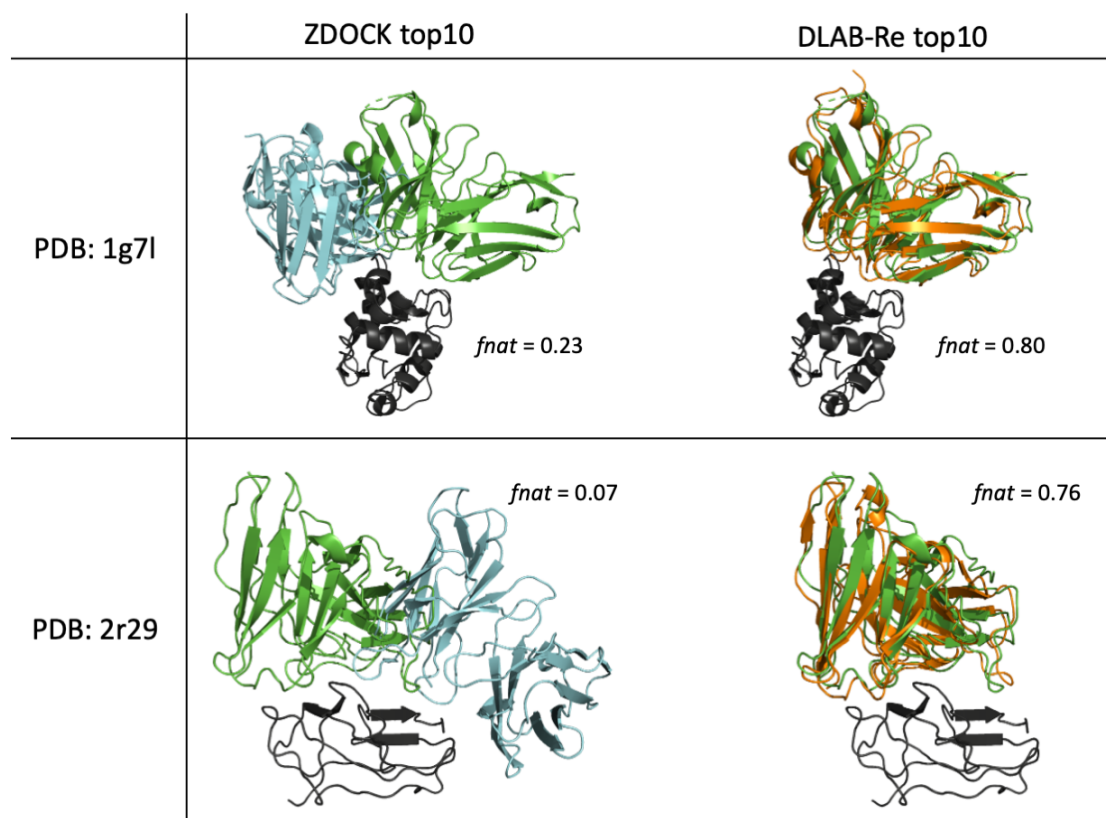 ZDOCK top10
DLAB-Re top10
PDB: 1g7l
fnat = 0.23
fnat = 0.80
PDB: 2r29
fnat = 0.07
fnat = 0.76